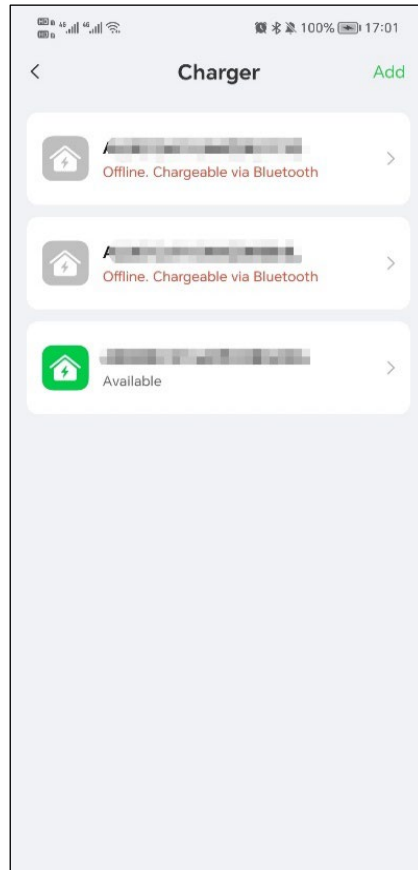 100% 17:01
Charger
Add
Offline. Chargeable via Bluetooth
Offline. Chargeable via Bluetooth
Available